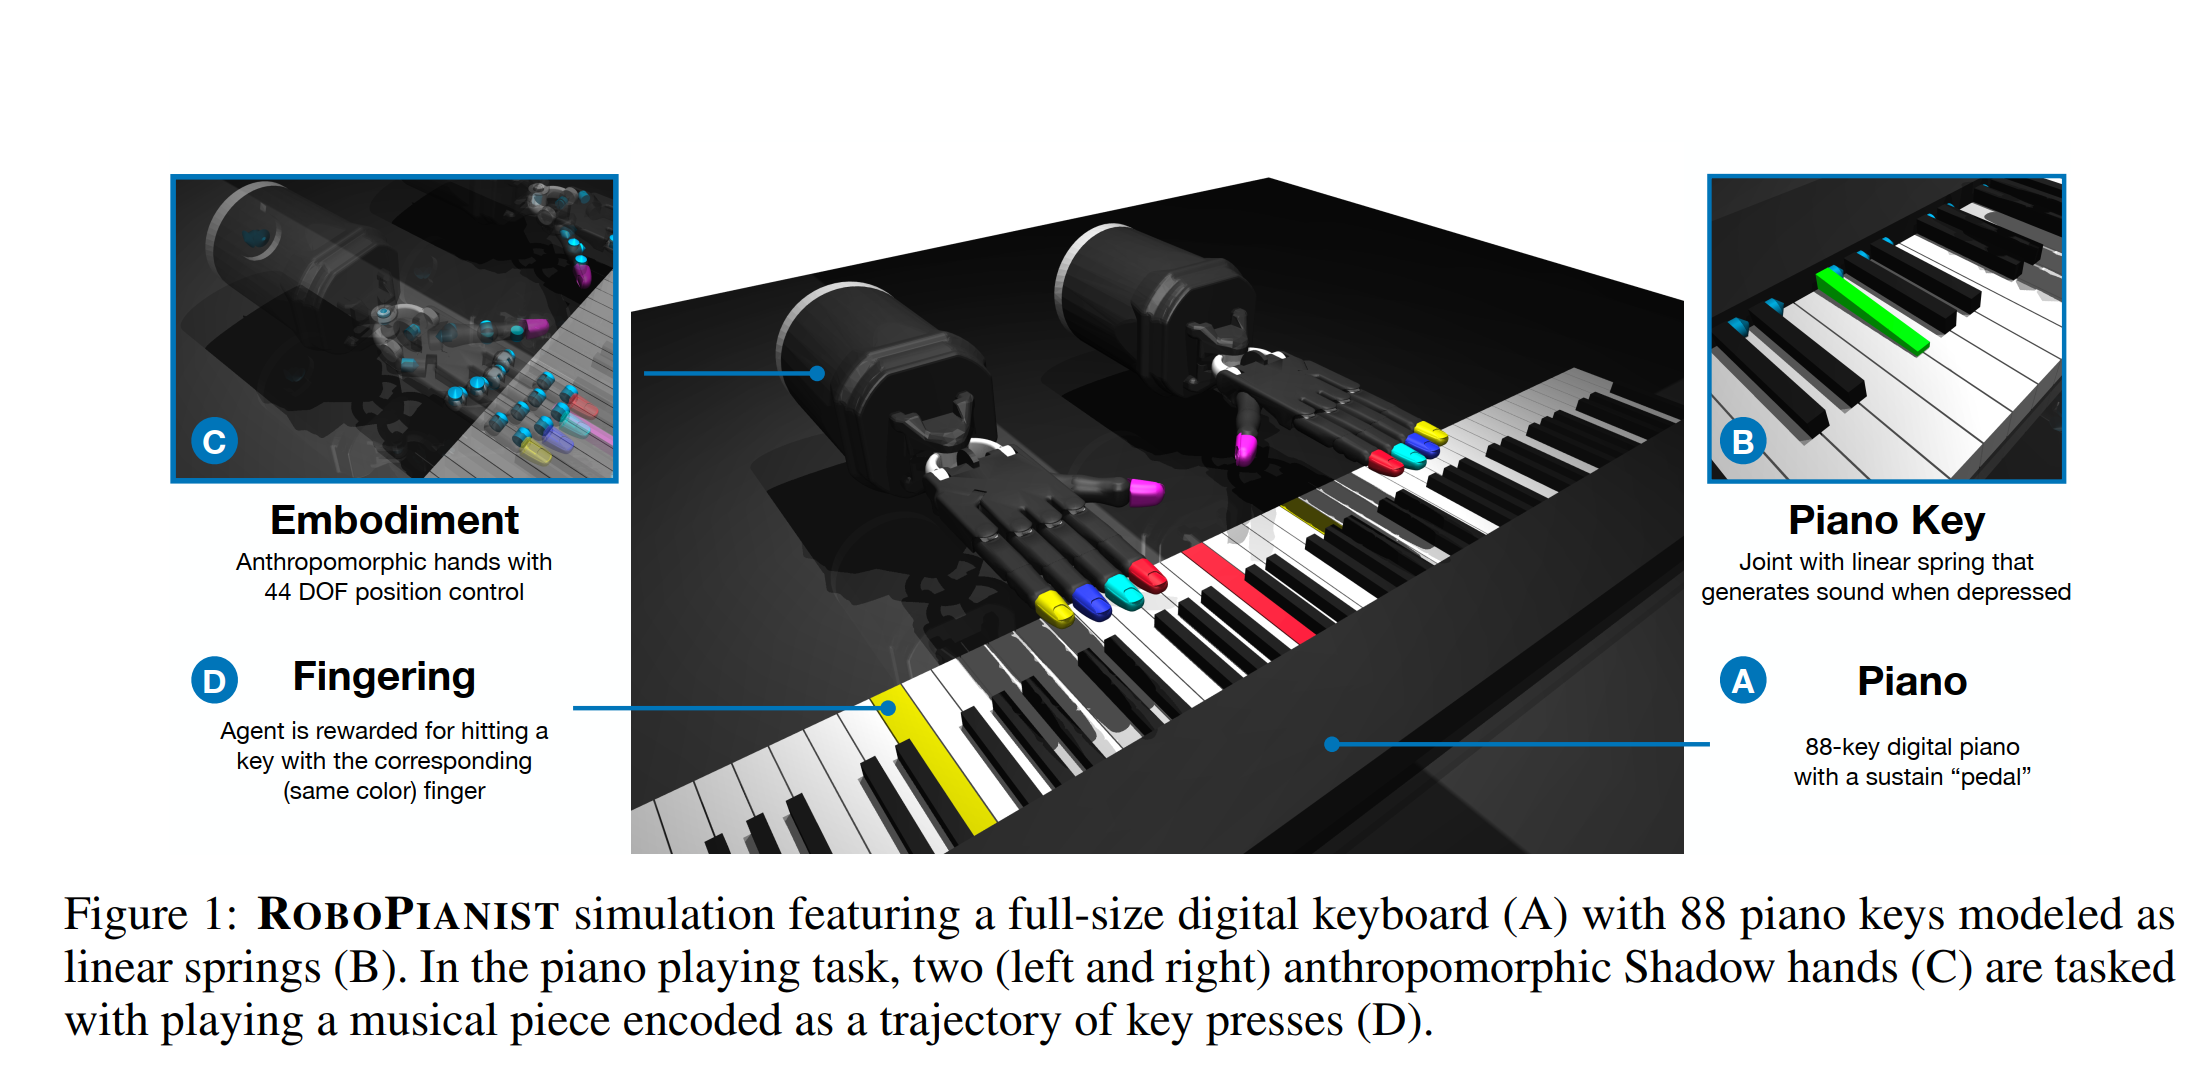 C
Embodiment
Anthropomorphic hands with
44 DOF position control
D
Fingering
Agent is rewarded for hitting a
key with the corresponding
(same color) finger
B
Piano Key
Joint with linear spring that
generates sound when depressed
A
Piano
88-key digital piano
with a sustain “pedal”
Figure 1: ROBOPIANIST simulation featuring a full-size digital keyboard (A) with 88 piano keys modeled as
linear springs (B). In the piano playing task, two (left and right) anthropomorphic Shadow hands (C) are tasked
with playing a musical piece encoded as a trajectory of key presses (D).